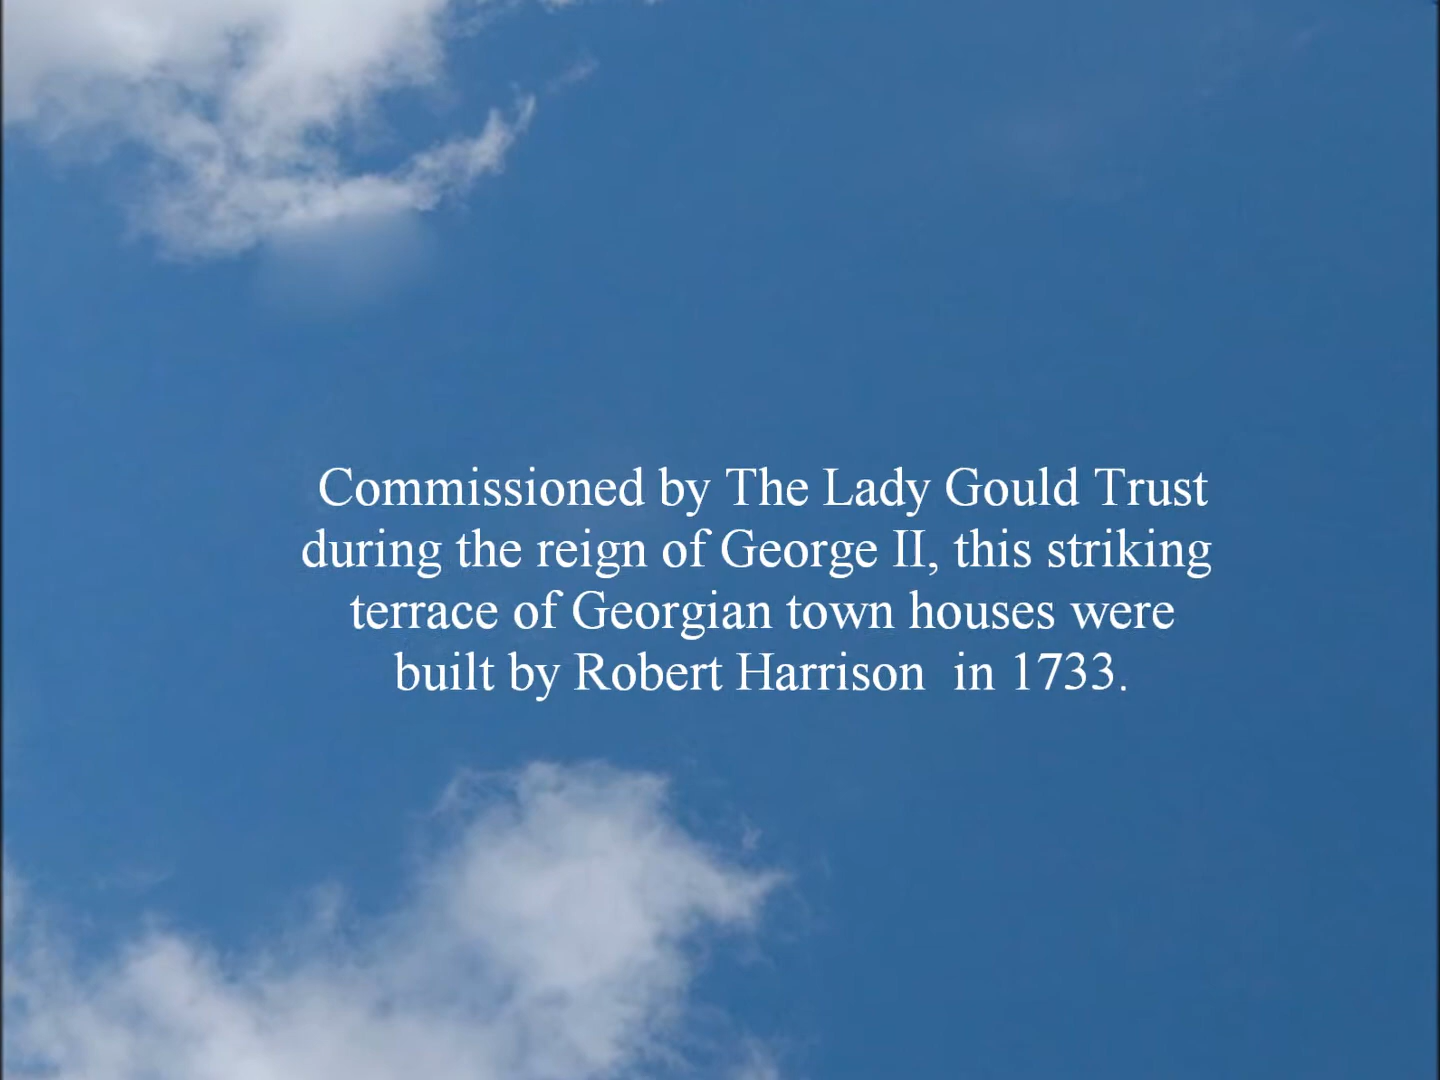 Commissioned by The Lady Gould Trust
during the reign of George II, this striking
terrace of Georgian town houses were
built by Robert Harrison  in 1733.